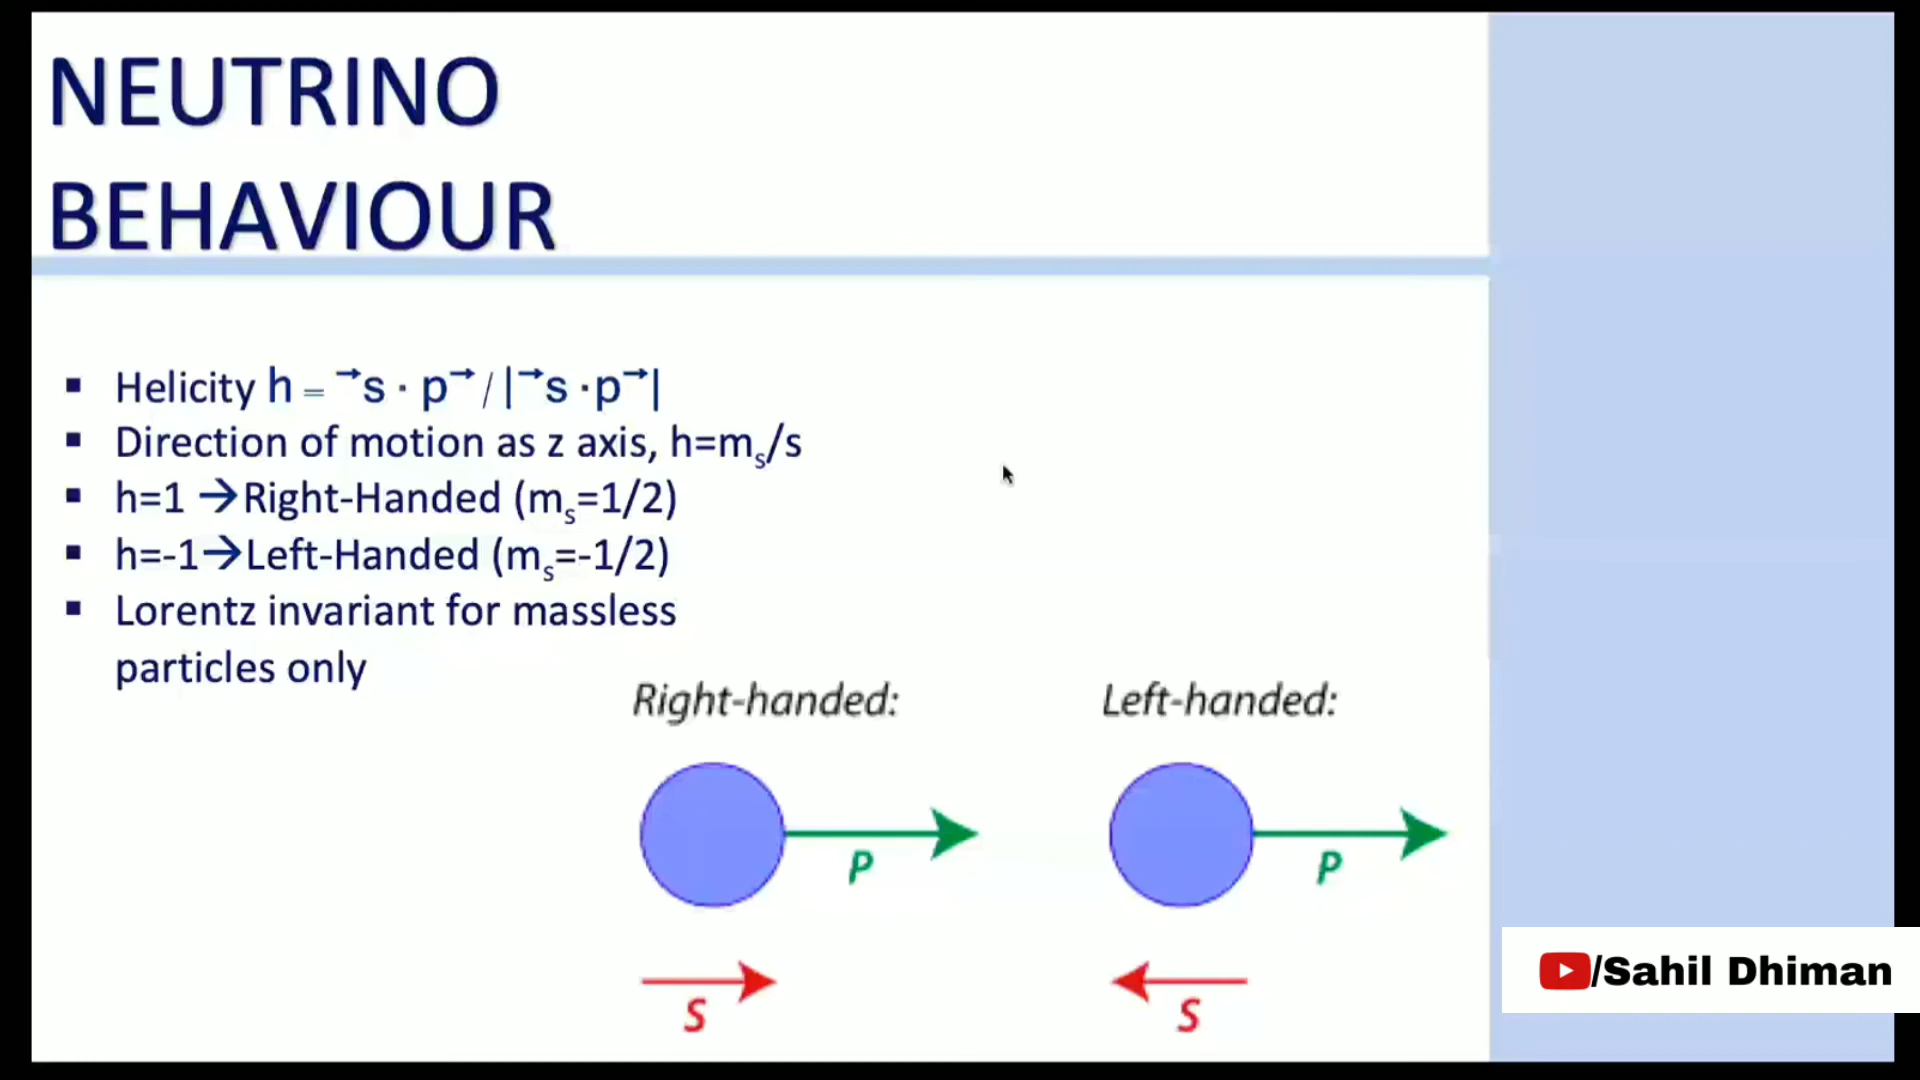 NEUTRINO
BEHAVIOUR
▪ Helicity h = →s · p→ / |→s ·p→|
▪ Direction of motion as z axis, h=mₛ/s
▪ h=1 →Right-Handed (mₛ=1/2)
▪ h=-1→Left-Handed (mₛ=-1/2)
▪ Lorentz invariant for massless
particles only
Right-handed: Left-handed:
P P
S S
/Sahil Dhiman